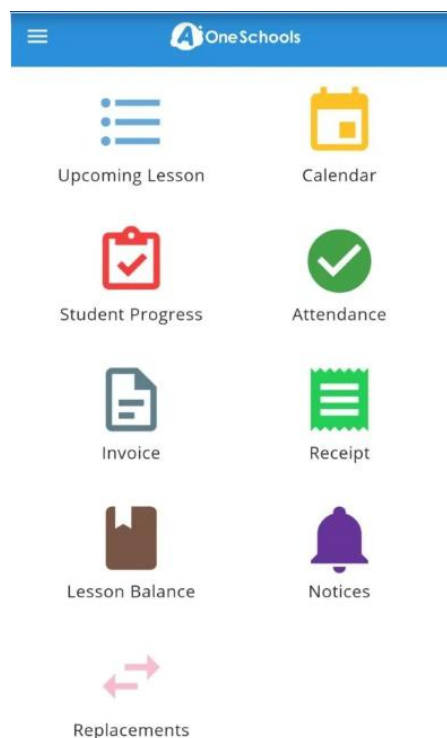 A OneSchools
Upcoming Lesson
Calendar
Student Progress
Attendance
Invoice
Receipt
Lesson Balance
Notices
Replacements